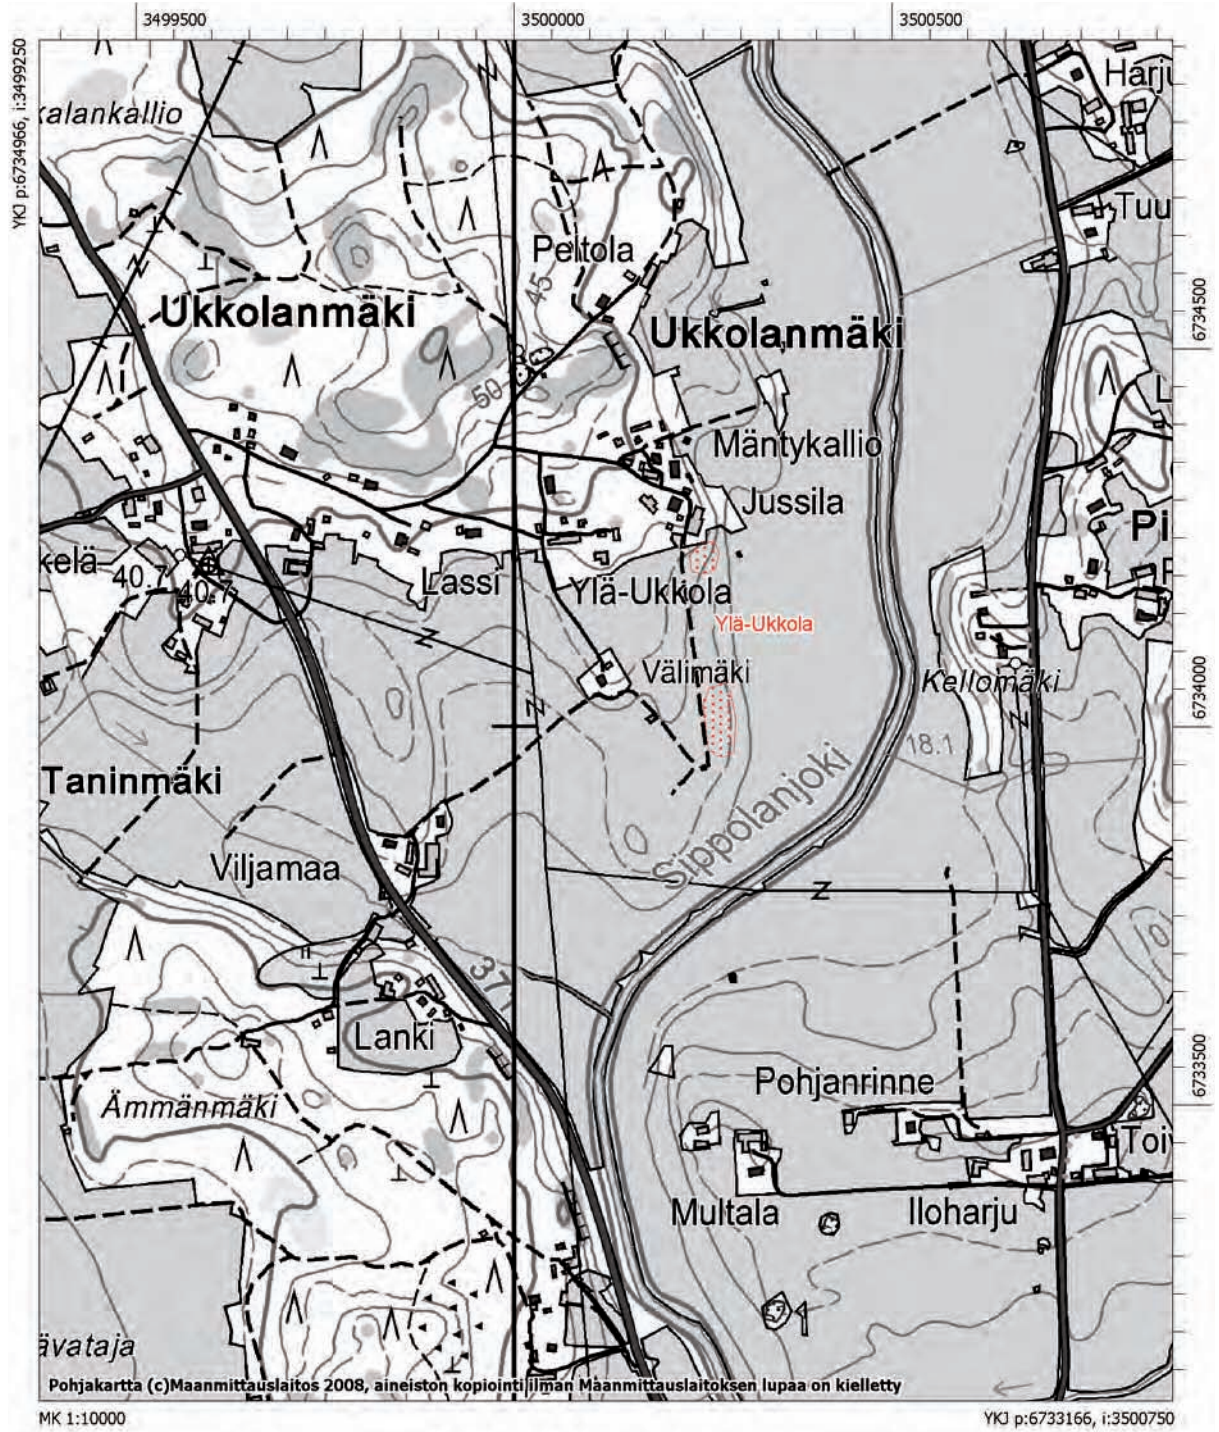 3499500
3500000
3500500
YKJ p:6734966, i:3499250
kalankallio
Harju
Tuu
Peltola
45
Ukkolanmäki
Ukkolanmäki
6734500
50
L
Mäntykallio
Jussila
Pi
kelä
40.7
40.7
Lassi
Ylä-Ukkola
Ylä-Ukkola
Välimäki
Kellomäki
6734000
18.1
Taninmäki
Sippolanjoki
Viljamaa
371
Lanki
6733500
Pohjanrinne
Ämmänmäki
Toi
Multala
Iloharju
ävataja
Pohjakartta (c)Maanmittauslaitos 2008, aineiston kopiointi ilman Maanmittauslaitoksen lupaa on kielletty
MK 1:10000
YKJ p:6733166, i:3500750